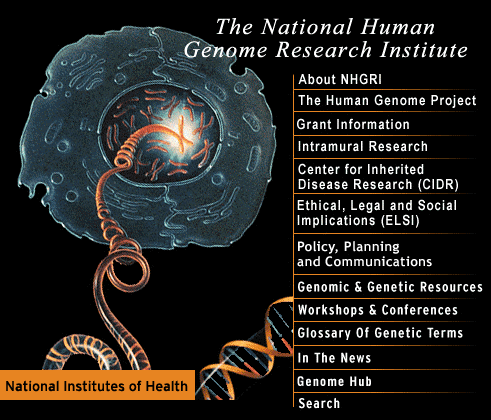 The National Human
Genome Research Institute
About NHGRI
The Human Genome Project
Grant Information
Intramural Research
Center for Inherited
Disease Research (CIDR)
Ethical, Legal and Social
Implications (ELSI)
Policy, Planning
and Communications
Genomic & Genetic Resources
Workshops & Conferences
Glossary Of Genetic Terms
In The News
Genome Hub
Search
National Institutes of Health